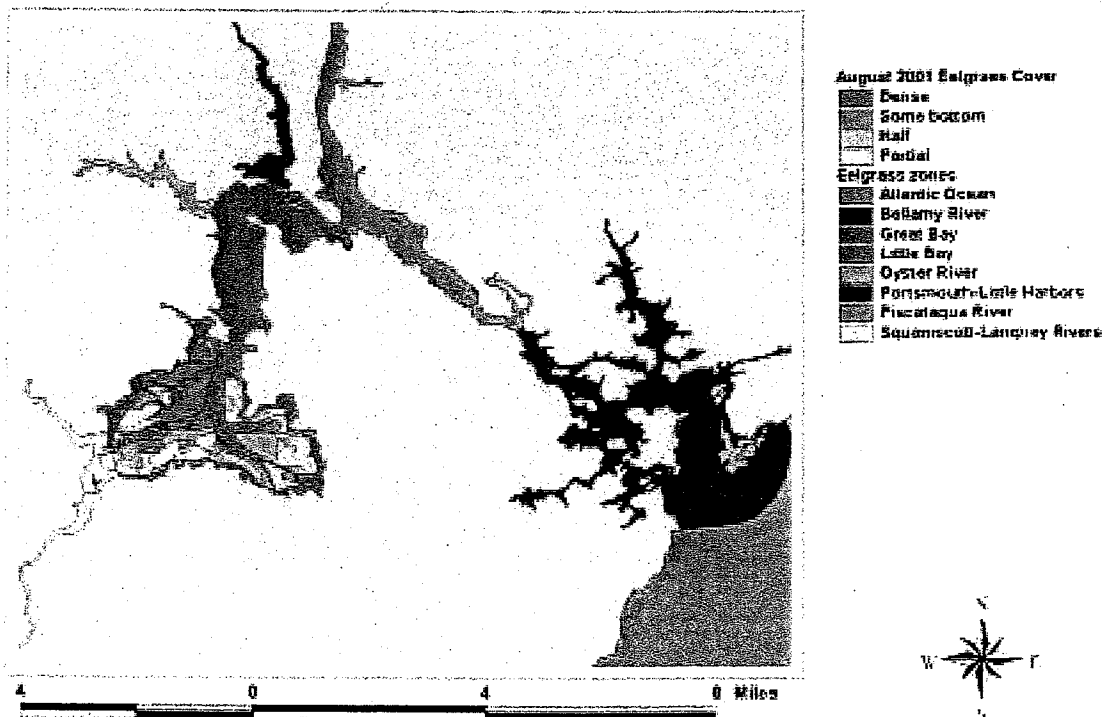 August 2001 Eelgrass Cover
Dense
Some bottom
Half
Partial
Eelgrass zones
Atlantic Ocean
Bellamy River
Great Bay
Little Bay
Oyster River
Portsmouth-Little Harbors
Piscataqua River
Squamscott-Lamprey Rivers
W
4 0 4 8 Miles